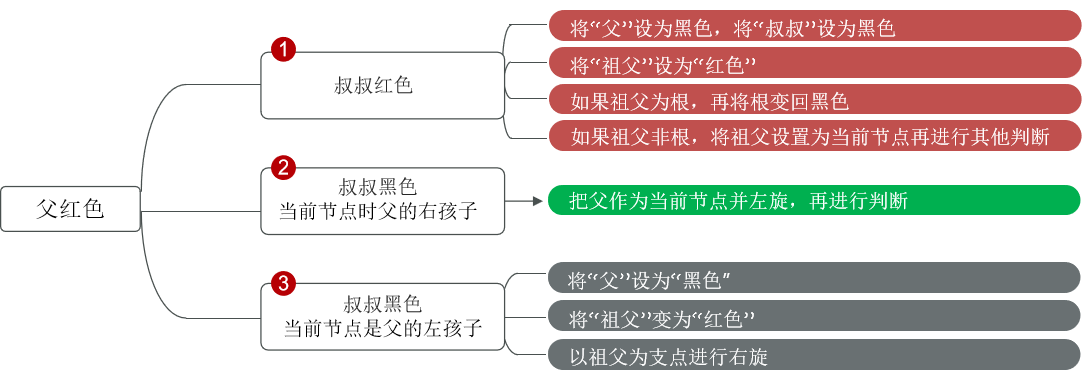 父红色
1
叔叔红色
将“父”设为黑色，将“叔叔”设为黑色
将“祖父”设为“红色”
如果祖父为根，再将根变回黑色
如果祖父非根，将祖父设置为当前节点再进行其他判断
2
叔叔黑色
当前节点时父的右孩子
把父作为当前节点并左旋，再进行判断
3
叔叔黑色
当前节点是父的左孩子
将“父”设为“黑色”
将“祖父”变为“红色”
以祖父为支点进行右旋